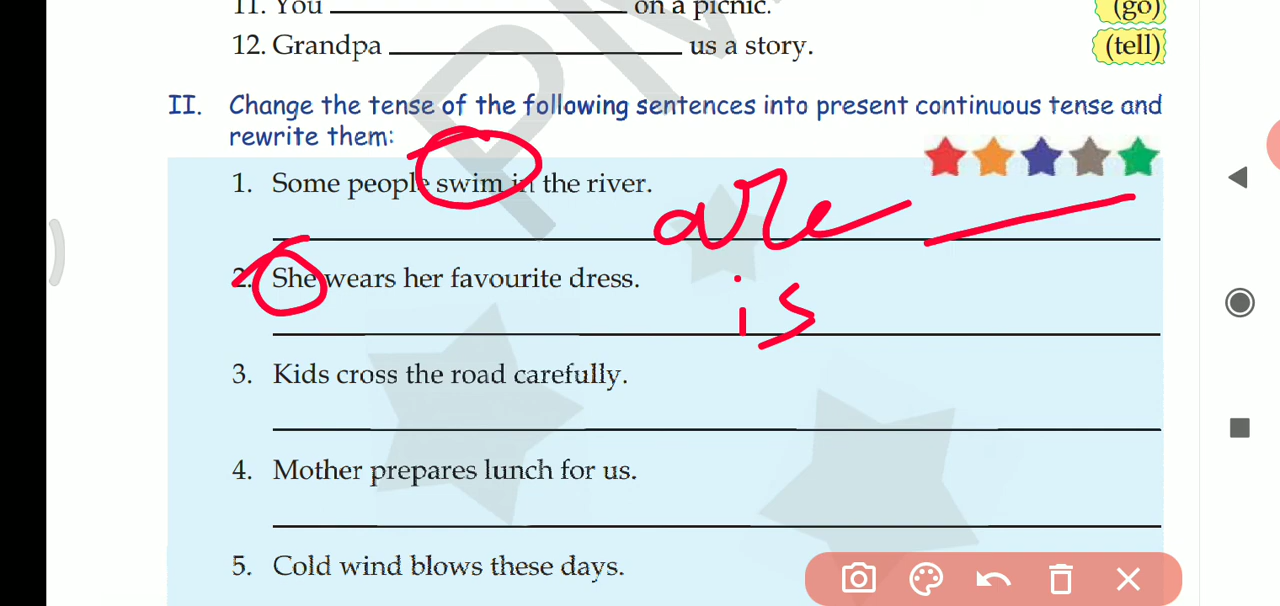 11. You ____________ on a picnic. (go)
12. Grandpa ____________ us a story. (tell)
II. Change the tense of the following sentences into present continuous tense and
rewrite them:
1. Some people swim in the river.
are
2. She wears her favourite dress.
is
3. Kids cross the road carefully.
4. Mother prepares lunch for us.
5. Cold wind blows these days.